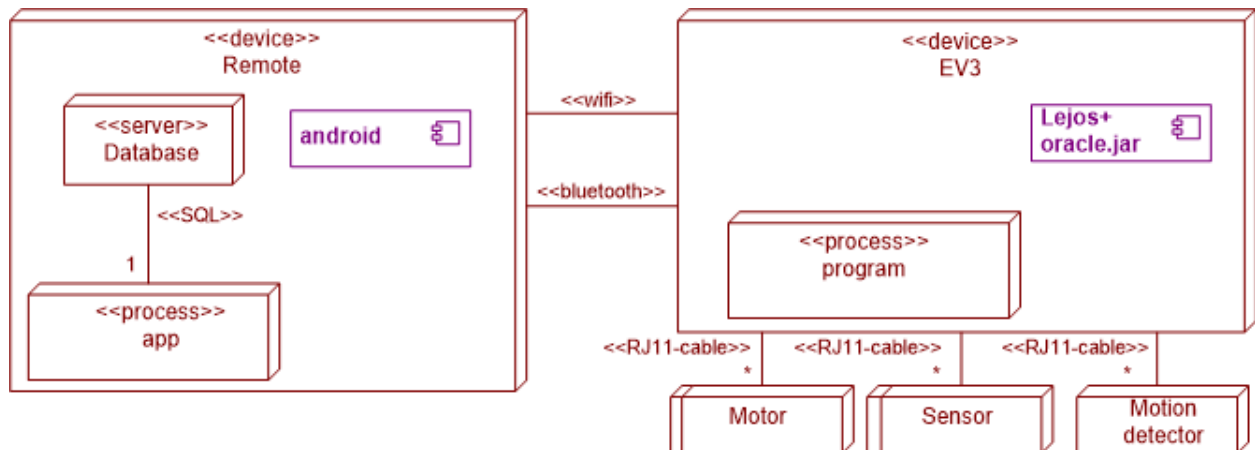 <<device>>
Remote
<<server>>
Database
android
<<SQL>>
1
<<process>>
app
<<wifi>>
<<bluetooth>>
<<device>>
EV3
Lejos+
oracle.jar
<<process>>
program
<<RJ11-cable>>
*
<<RJ11-cable>>
*
<<RJ11-cable>>
*
Motor
Sensor
Motion
detector